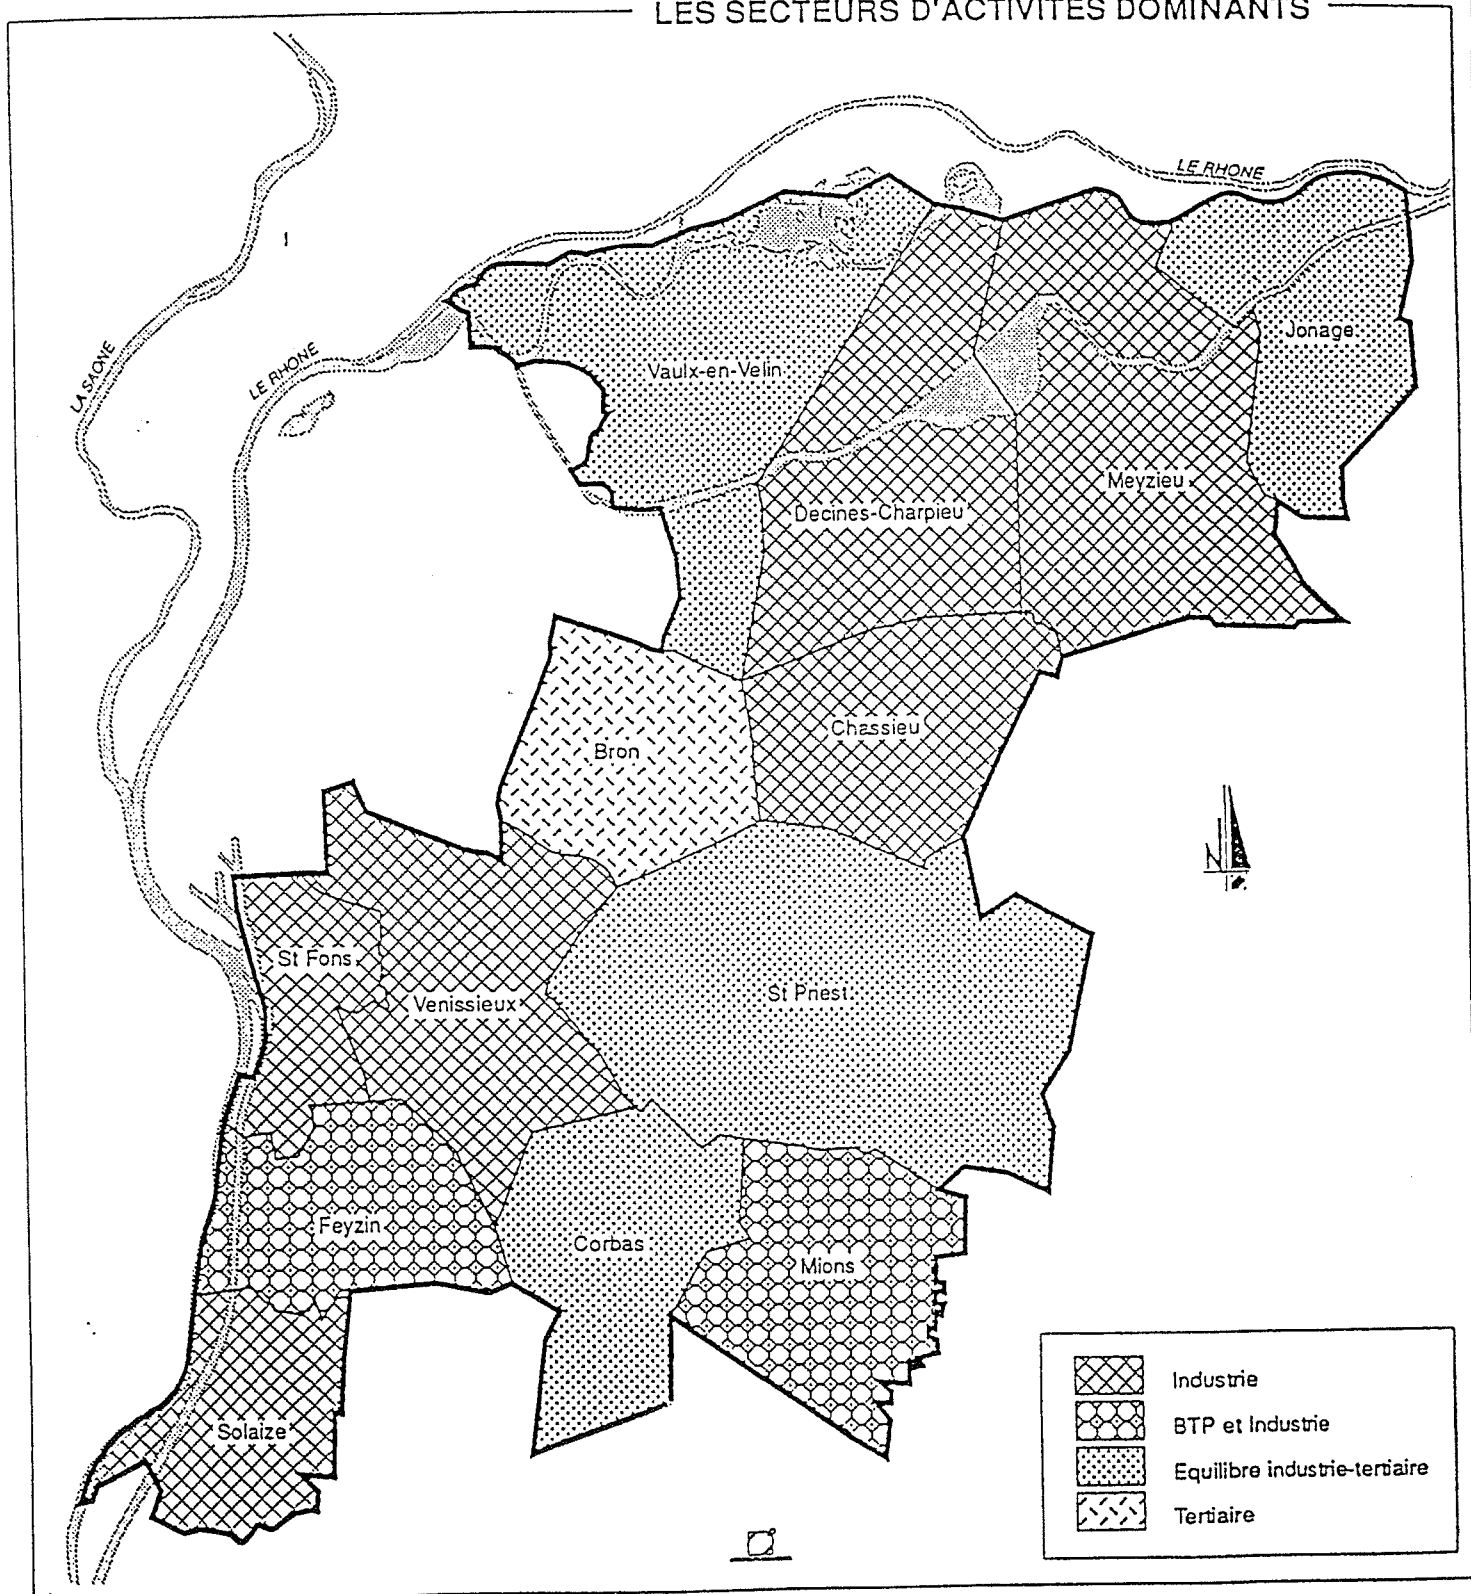 LES SECTEURS D'ACTIVITES DOMINANTS
LE RHONE
LA SAONE
LE RHONE
Jonage
Vaulx-en-Velin
Meyzieu
Decines-Charpieu
Chassieu
Bron
N
St Fons
Venissieux
St Priest
Feyzin
Corbas
Mions
Solaize
Industrie
BTP et Industrie
Equilibre industrie-tertiaire
Tertiaire